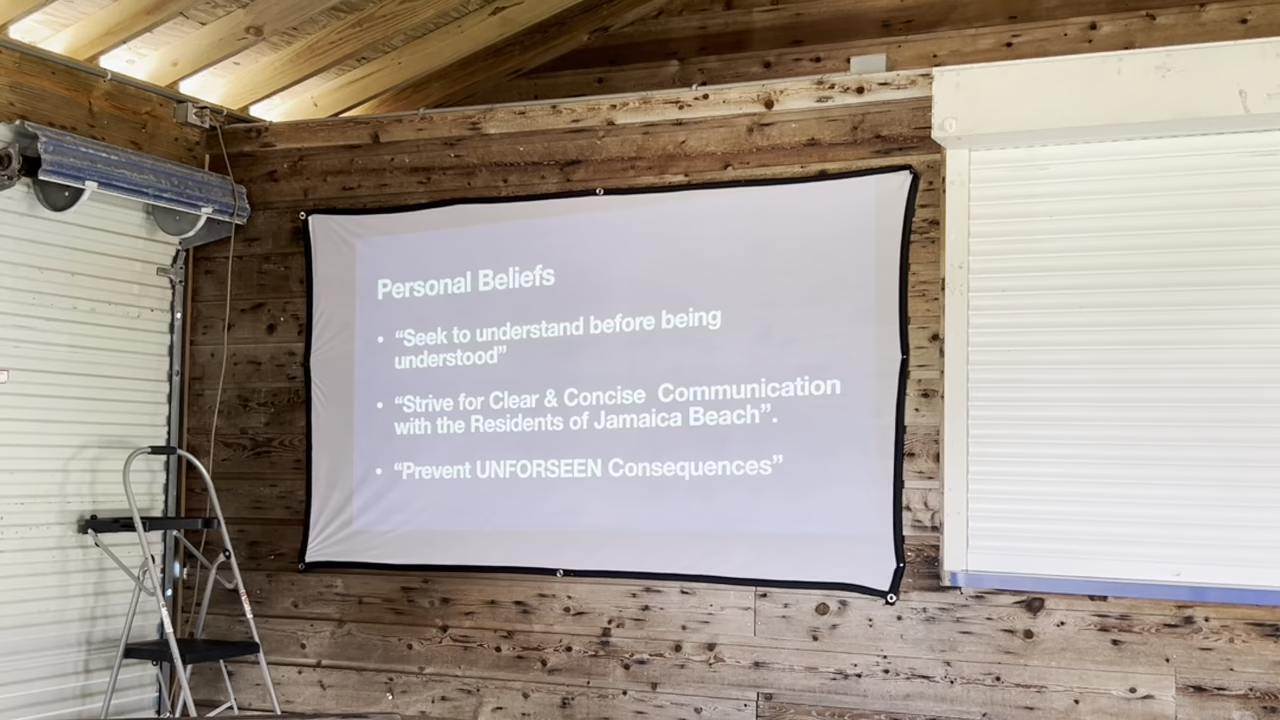 Personal Beliefs
• “Seek to understand before being
understood”
• “Strive for Clear & Concise  Communication
with the Residents of Jamaica Beach”.
• “Prevent UNFORSEEN Consequences”